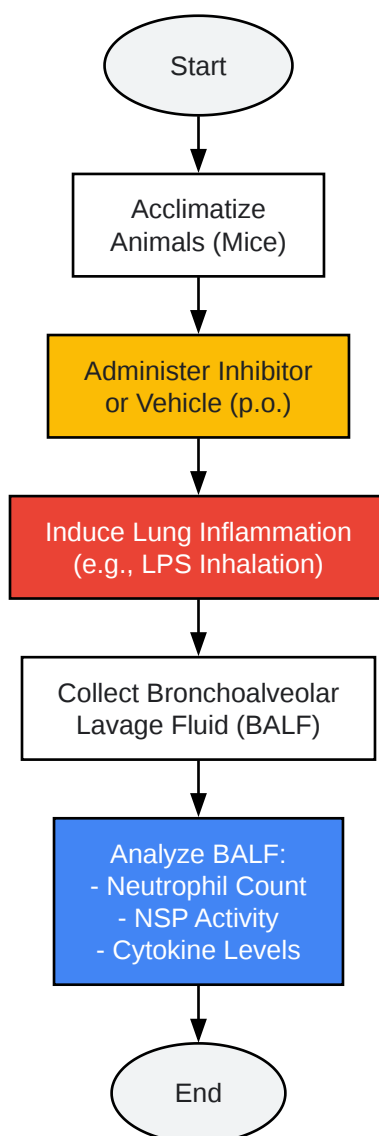 Start
Acclimatize
Animals (Mice)
Administer Inhibitor
or Vehicle (p.o.)
Induce Lung Inflammation
(e.g., LPS Inhalation)
Collect Bronchoalveolar
Lavage Fluid (BALF)
Analyze BALF:
- Neutrophil Count
- NSP Activity
- Cytokine Levels
End